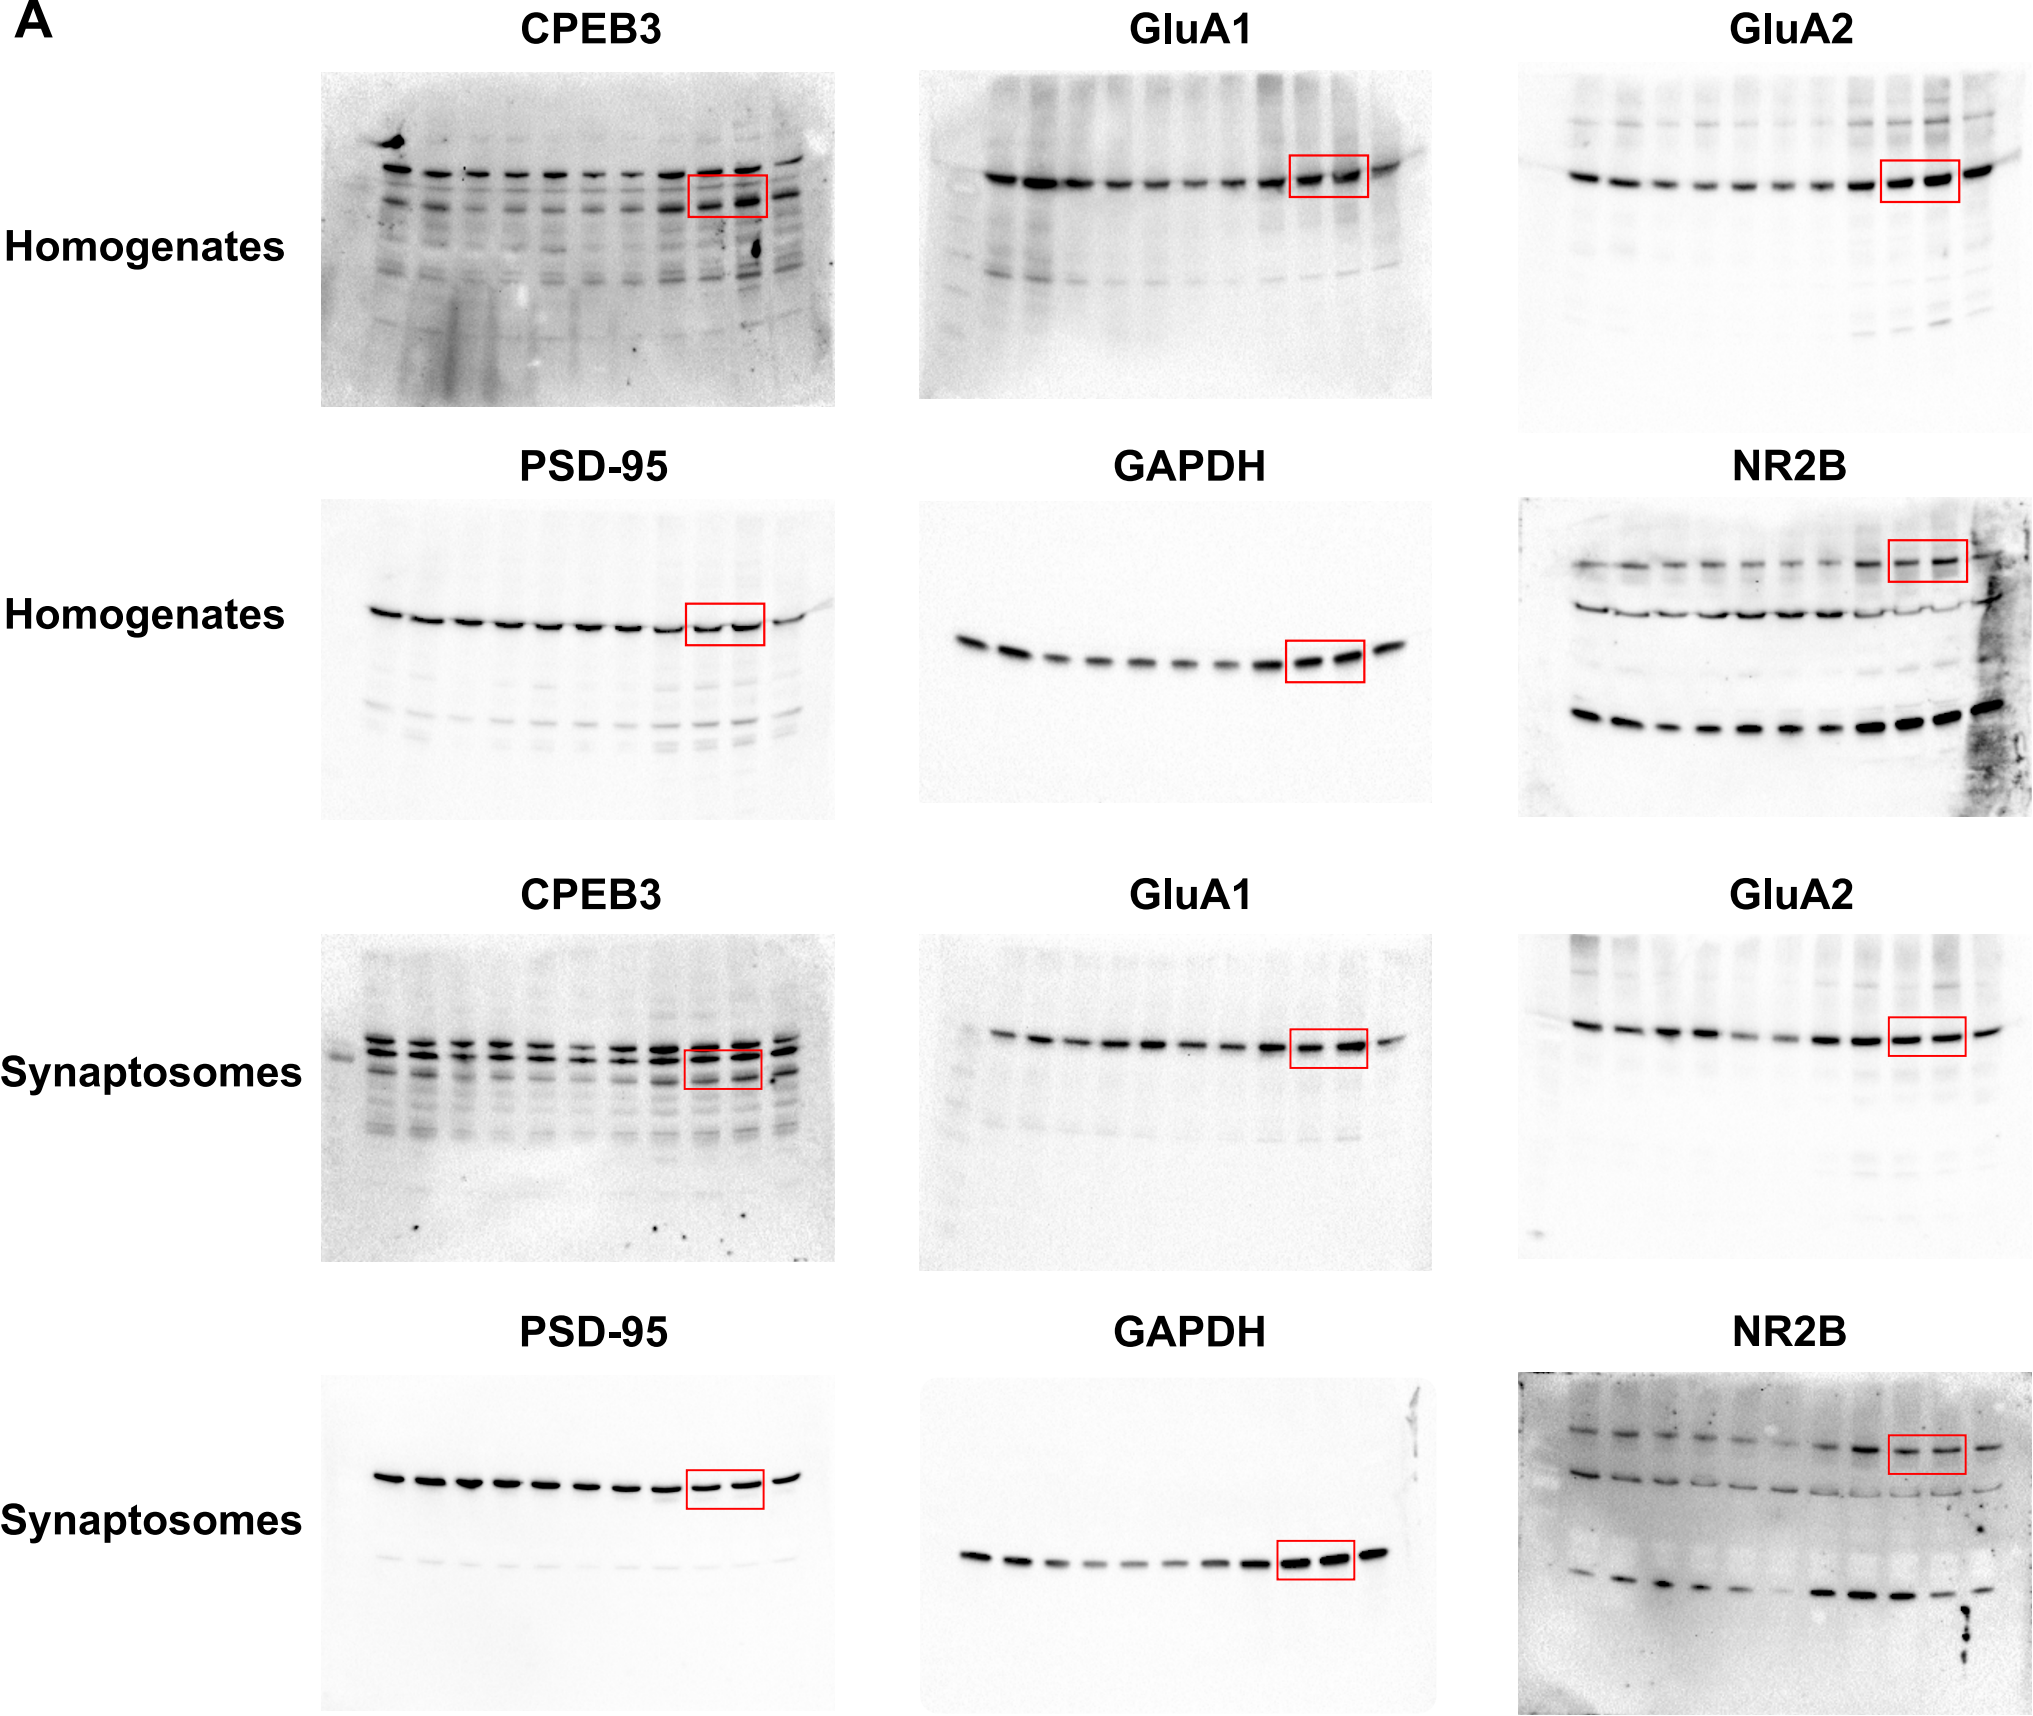 A
CPEB3 GluA1 GluA2
Homogenates
PSD-95 GAPDH NR2B
Homogenates
CPEB3 GluA1 GluA2
Synaptosomes
PSD-95 GAPDH NR2B
Synaptosomes